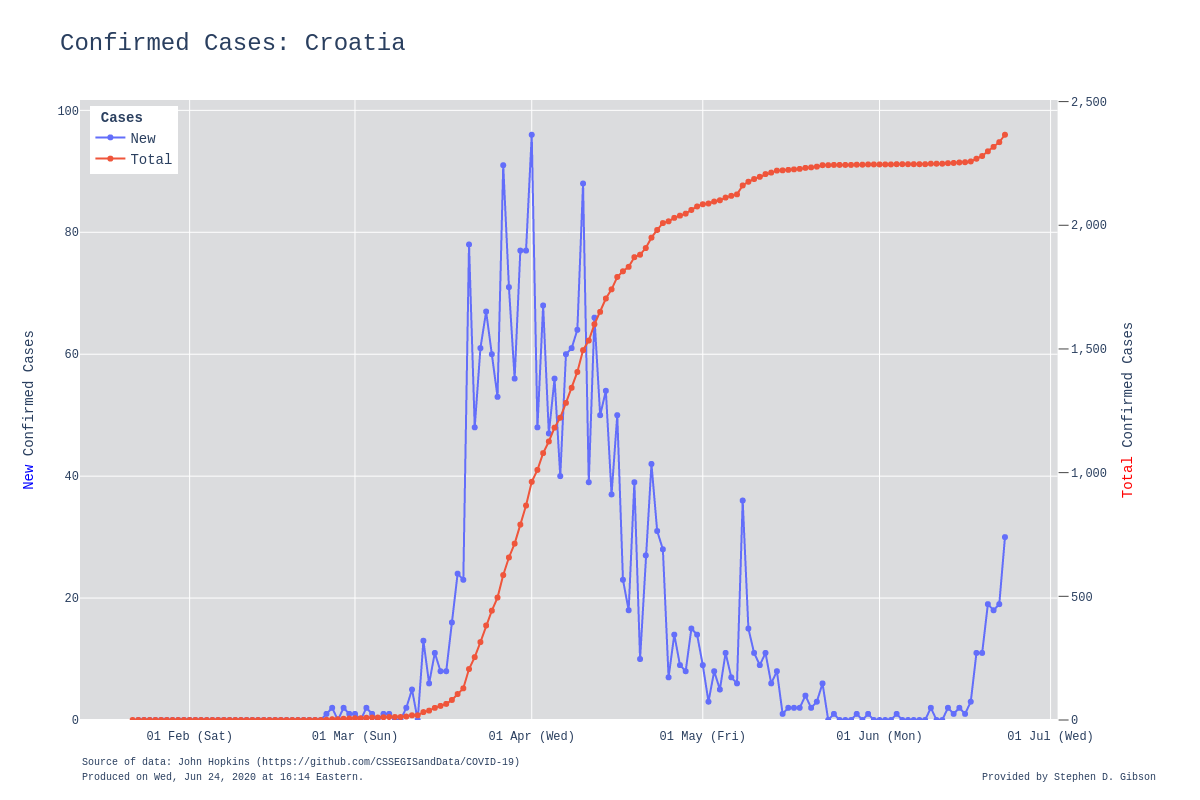 Confirmed Cases: Croatia
Cases
New
Total
100
80
60
40
20
0
2,500
2,000
1,500
1,000
500
0
New Confirmed Cases
Total Confirmed Cases
01 Feb (Sat)
01 Mar (Sun)
01 Apr (Wed)
01 May (Fri)
01 Jun (Mon)
01 Jul (Wed)
Source of data: John Hopkins (https://github.com/CSSEGISandData/COVID-19)
Produced on Wed, Jun 24, 2020 at 16:14 Eastern.
Provided by Stephen D. Gibson